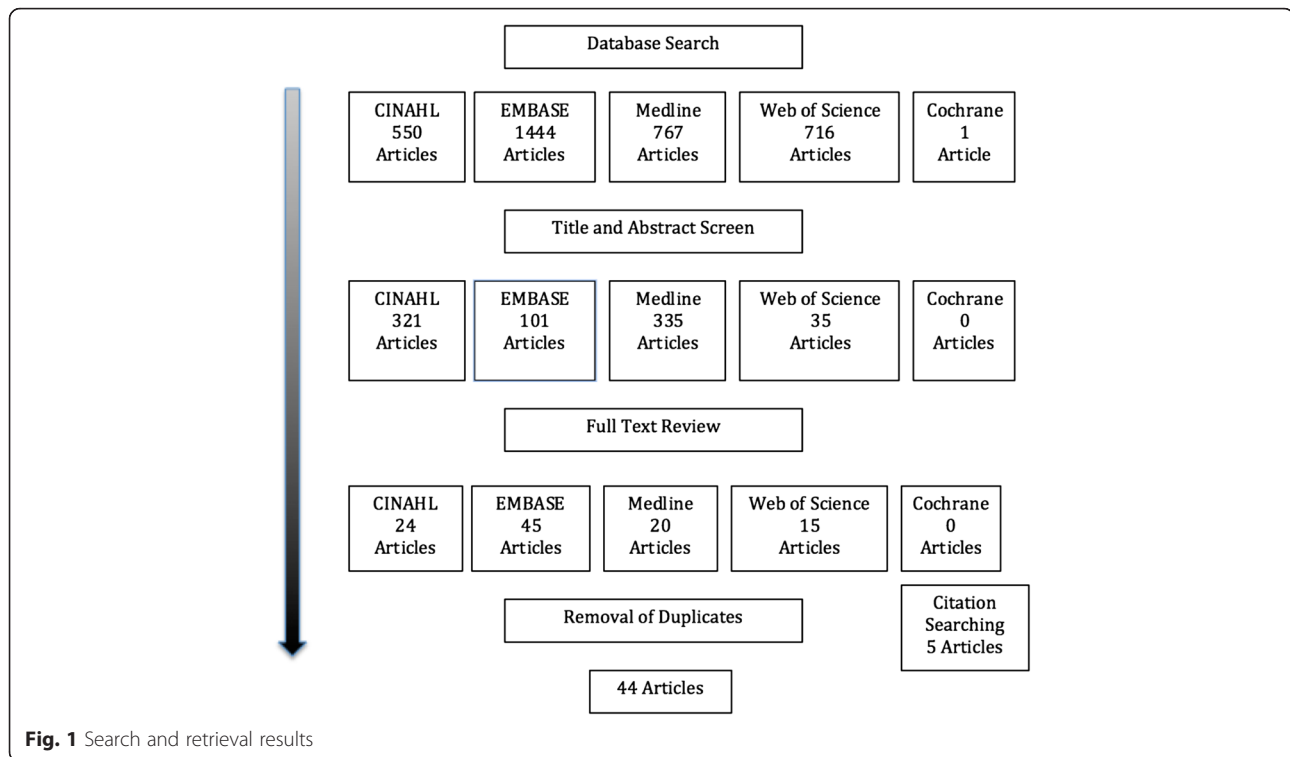 Database Search
CINAHL
550
Articles
EMBASE
1444
Articles
Medline
767
Articles
Web of Science
716
Articles
Cochrane
1
Article
Title and Abstract Screen
CINAHL
321
Articles
EMBASE
101
Articles
Medline
335
Articles
Web of Science
35
Articles
Cochrane
0
Articles
Full Text Review
CINAHL
24
Articles
EMBASE
45
Articles
Medline
20
Articles
Web of Science
15
Articles
Cochrane
0
Articles
Removal of Duplicates
Citation
Searching
5 Articles
44 Articles
Fig. 1 Search and retrieval results